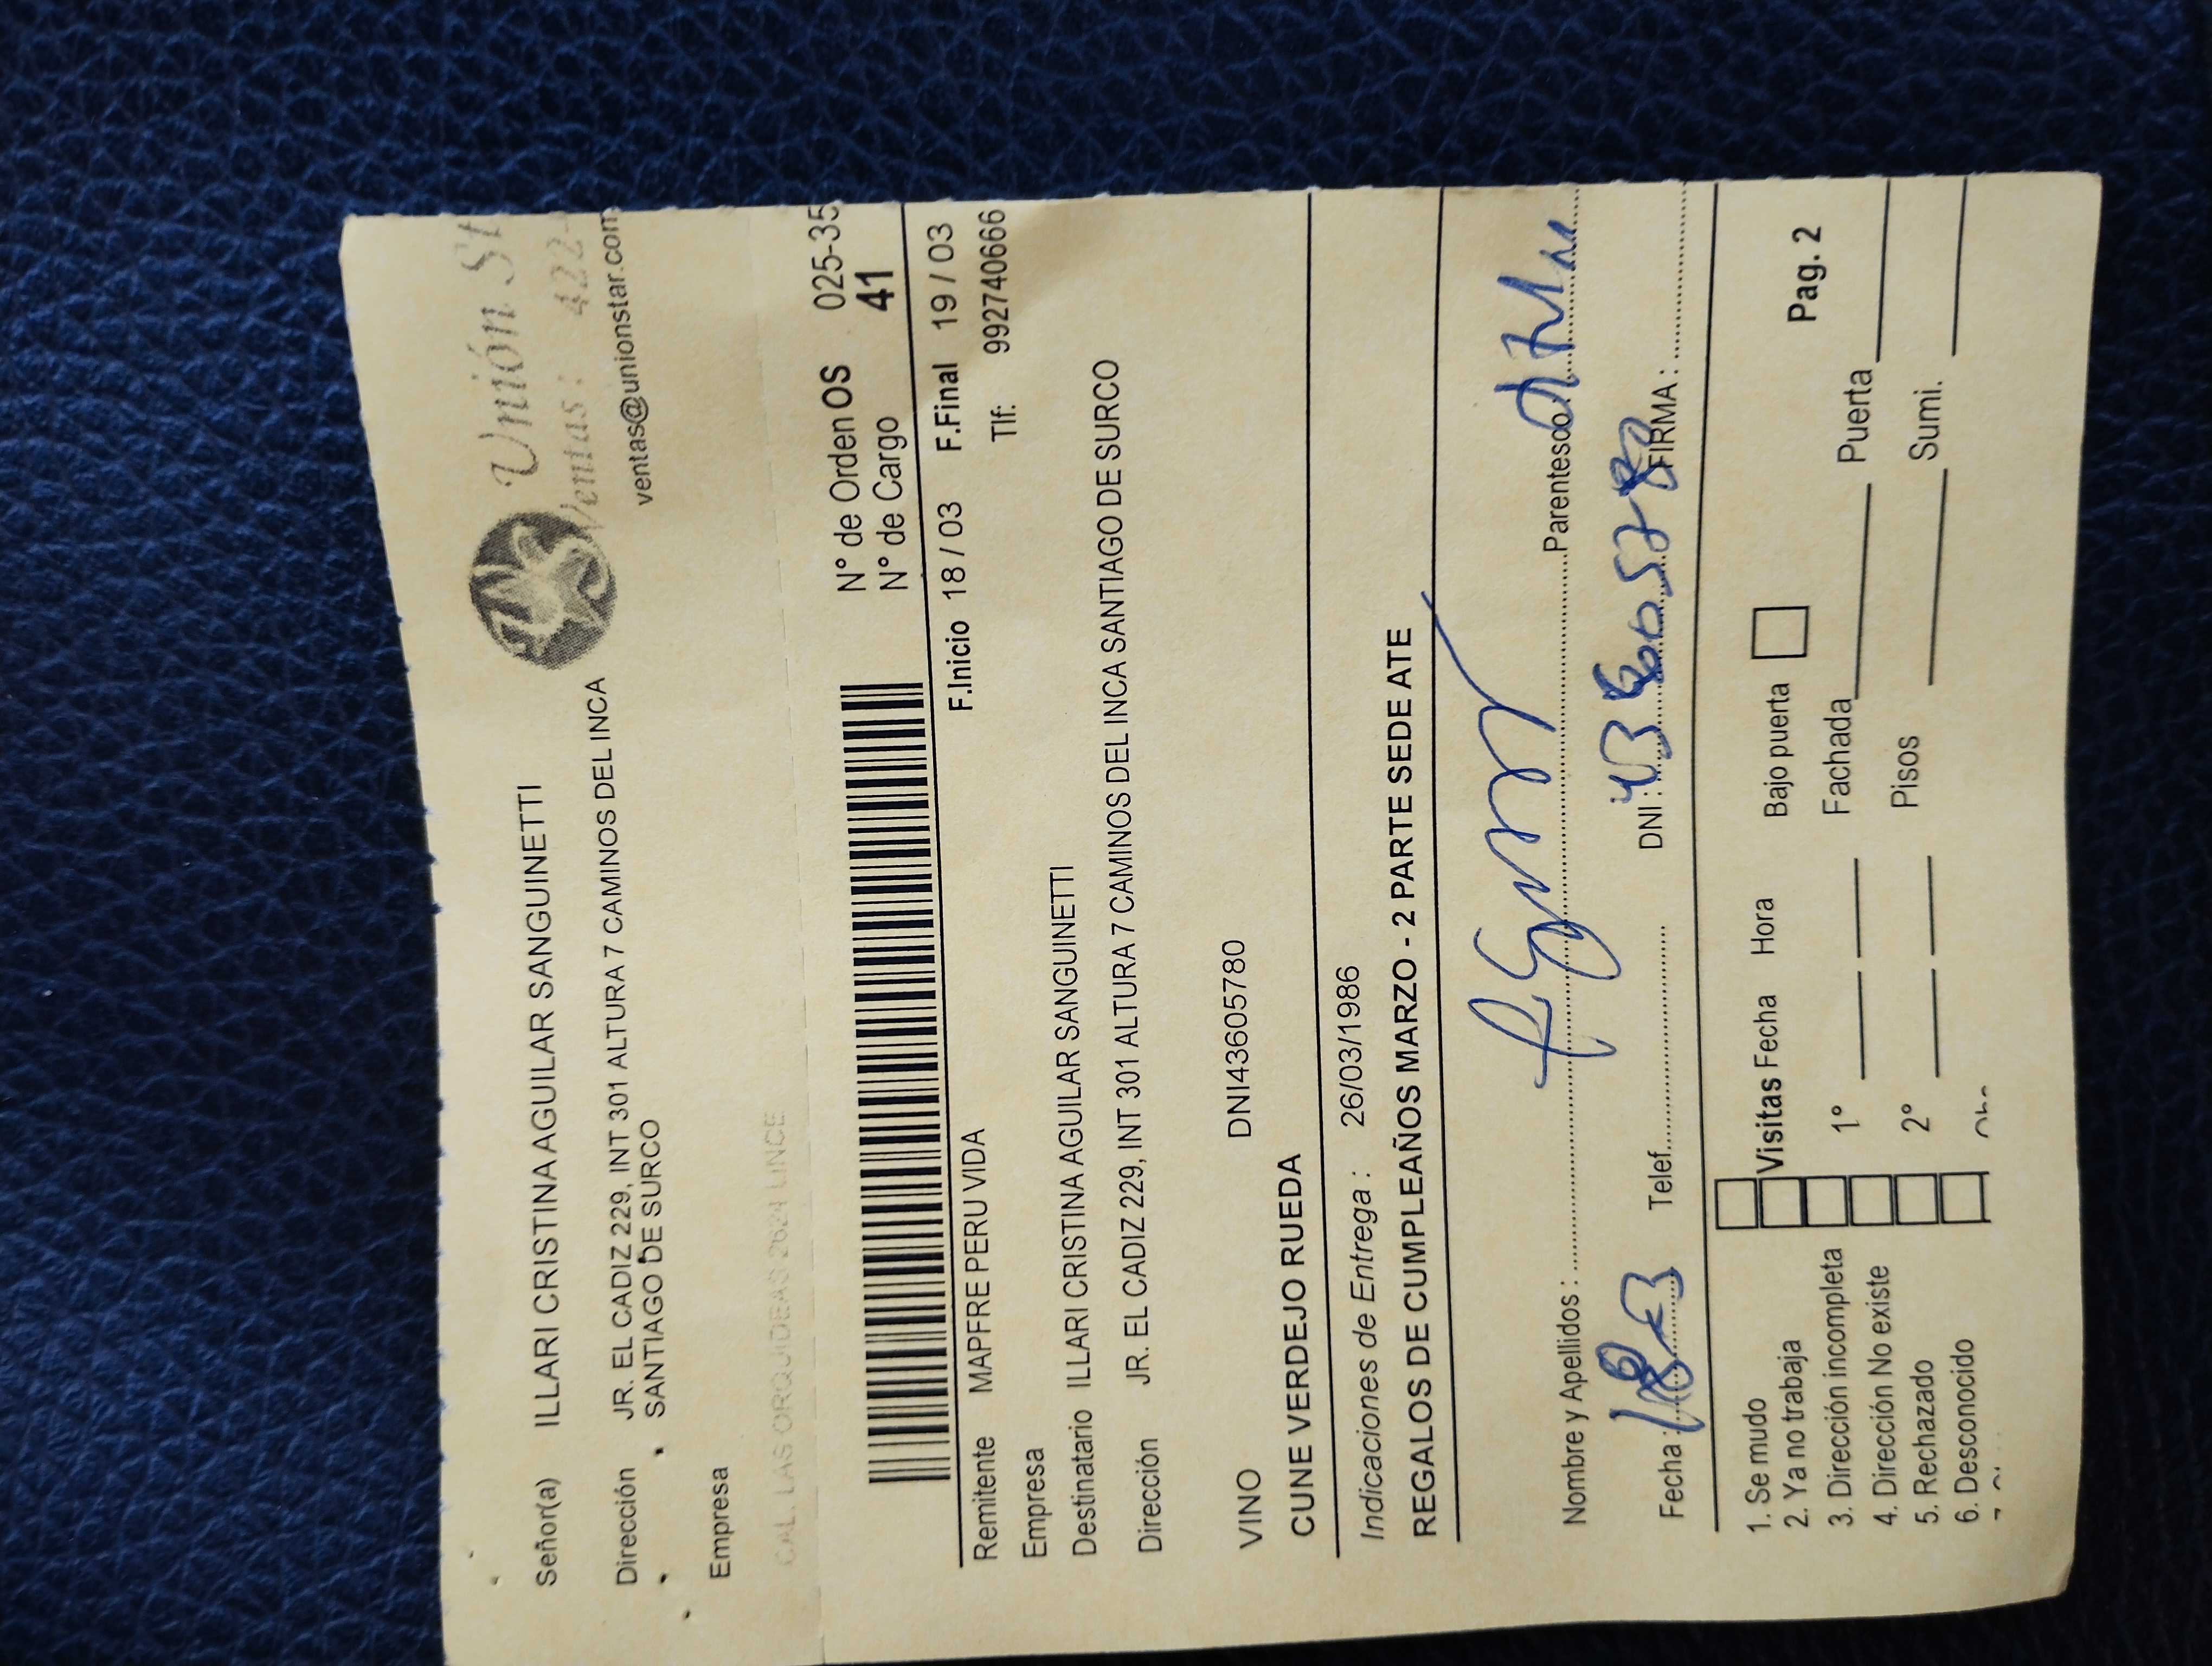 Unión St
Ventas: 422-
ventas@unionstar.com
Señor(a) ILLARI CRISTINA AGUILAR SANGUINETTI
Dirección JR. EL CADIZ 229, INT 301 ALTURA 7 CAMINOS DEL INCA
SANTIAGO DE SURCO
Empresa
CAL. LAS ORQUIDEAS 2624 LINCE
N° de Orden OS 025-35
N° de Cargo 41
F.Inicio 18 / 03 F.Final 19 / 03
Remitente MAPFRE PERU VIDA Tlf: 992740666
Empresa
Destinatario ILLARI CRISTINA AGUILAR SANGUINETTI
Dirección JR. EL CADIZ 229, INT 301 ALTURA 7 CAMINOS DEL INCA SANTIAGO DE SURCO
VINO DNI43605780
CUNE VERDEJO RUEDA
Indicaciones de Entrega : 26/03/1986
REGALOS DE CUMPLEAÑOS MARZO - 2 PARTE SEDE ATE
Nombre y Apellidos : Parentesco
Fecha : Telef. DNI : 43605780 FIRMA :
1. Se mudo
2. Ya no trabaja Visitas Fecha Hora Bajo puerta Pag. 2
3. Dirección incompleta 1° Fachada Puerta
4. Dirección No existe
5. Rechazado 2° Pisos Sumi.
6. Desconocido